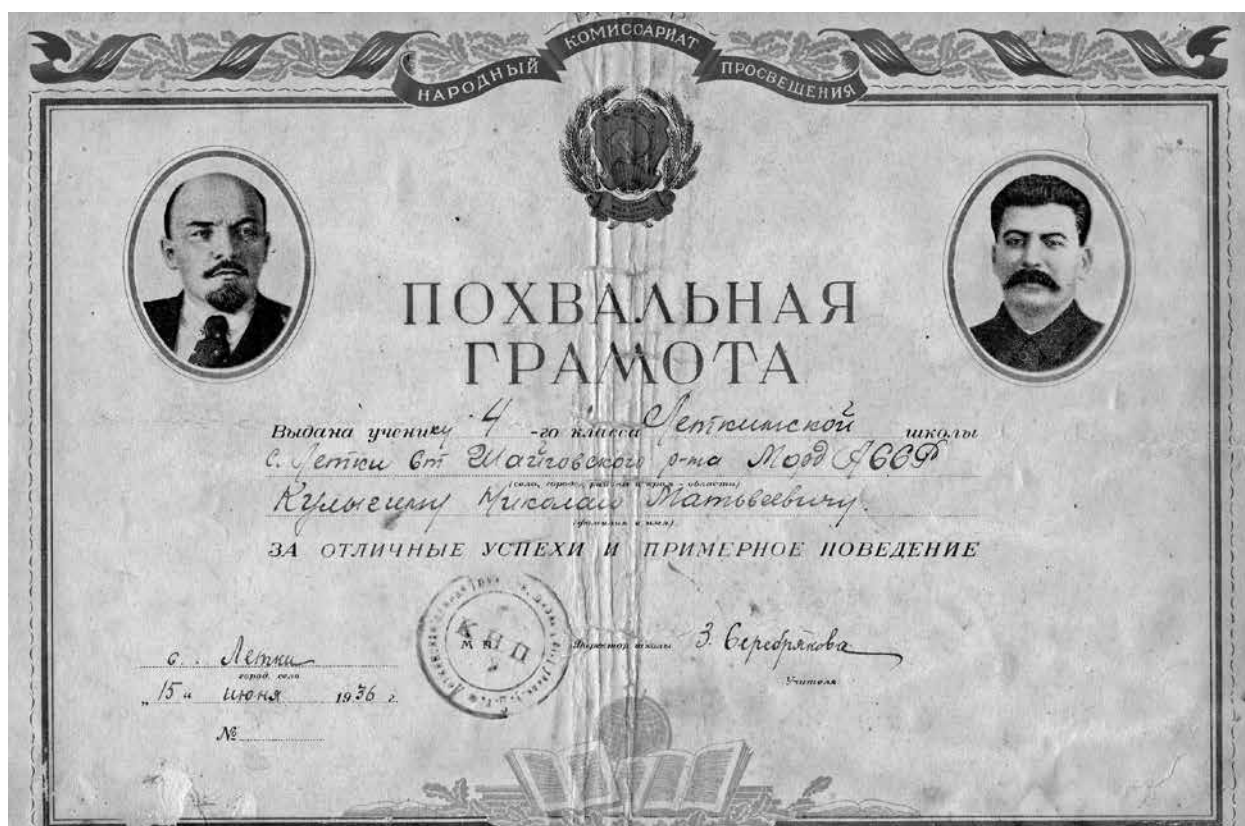 НАРОДНЫЙ КОМИССАРИАТ ПРОСВЕЩЕНИЯ
ПОХВАЛЬНАЯ
ГРАМОТА
Выдана ученику 4 -го класса Леткинской школы
с. Летки Ст Шайговского р-на Морд АССР
(село, город, район и край - область)
Николаю Матвеевичу.
(фамилия и имя)
ЗА ОТЛИЧНЫЕ УСПЕХИ И ПРИМЕРНОЕ ПОВЕДЕНИЕ
КНП
М П
Директор школы З. Серебрякова
с. Летки
город, село
Учителя
„15" июня 1936 г.
№